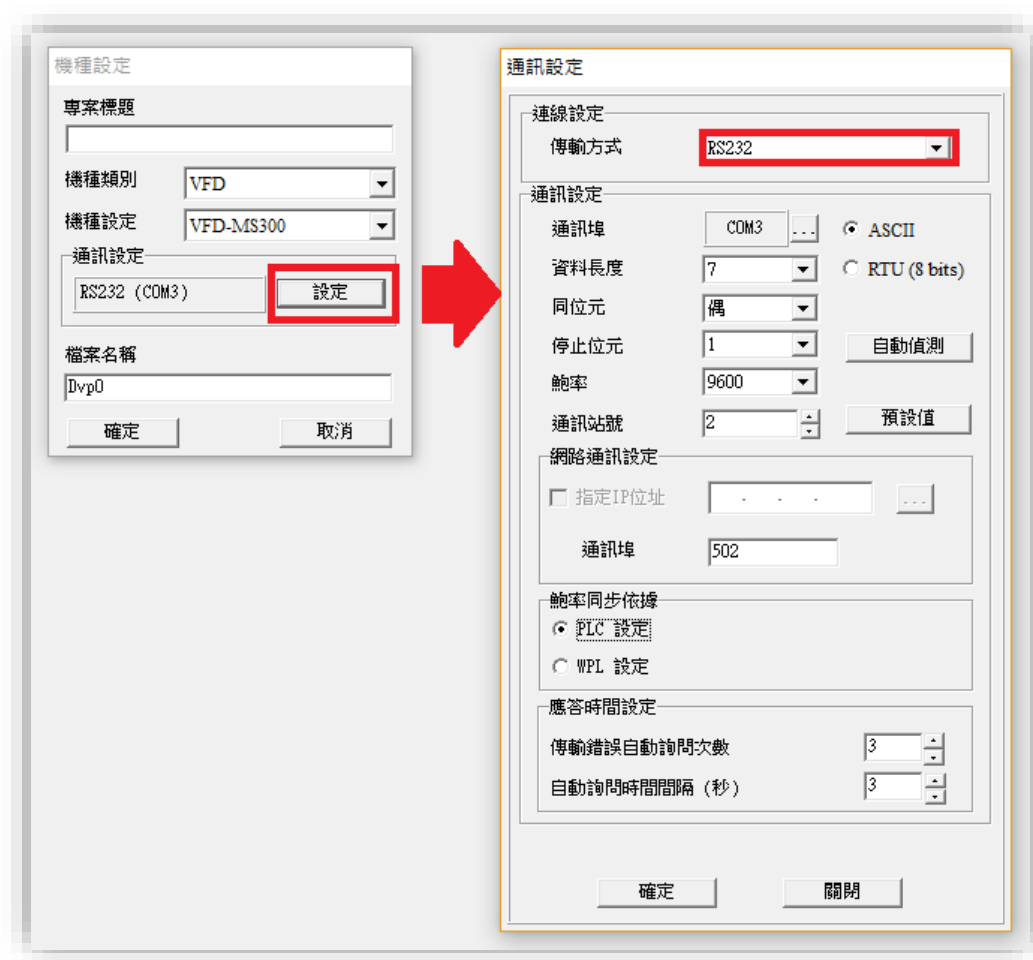 機種設定
專案標題
機種類別 VFD
機種設定 VFD-MS300
通訊設定
RS232 (COM3) 設定
檔案名稱
Dvp0
確定 取消
通訊設定
連線設定
傳輸方式 RS232
通訊設定
通訊埠 COM3 ... ASCII
資料長度 7 RTU (8 bits)
同位元 偶
停止位元 1 自動偵測
鮑率 9600
通訊站號 2 預設值
網路通訊設定
指定IP位址 . . . ...
通訊埠 502
鮑率同步依據
PLC 設定
WPL 設定
應答時間設定
傳輸錯誤自動詢問次數 3
自動詢問時間間隔 (秒) 3
確定 關閉